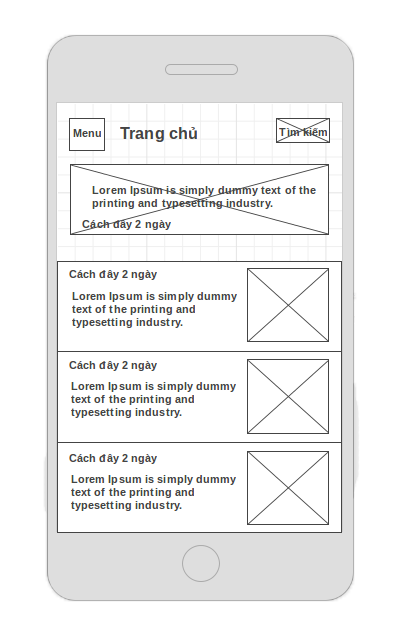 Menu
Trang chủ
Tìm kiếm
Lorem Ipsum is simply dummy text of the
printing and typesetting industry.
Cách đây 2 ngày
Cách đây 2 ngày
Lorem Ipsum is simply dummy
text of the printing and
typesetting industry.
Cách đây 2 ngày
Lorem Ipsum is simply dummy
text of the printing and
typesetting industry.
Cách đây 2 ngày
Lorem Ipsum is simply dummy
text of the printing and
typesetting industry.